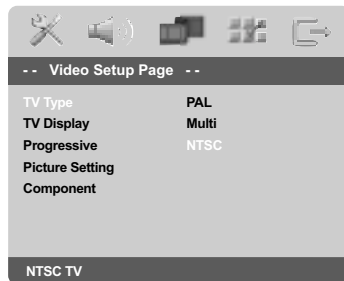 - - Video Setup Page - -
TV Type PAL
TV Display Multi
Progressive NTSC
Picture Setting
Component
NTSC TV